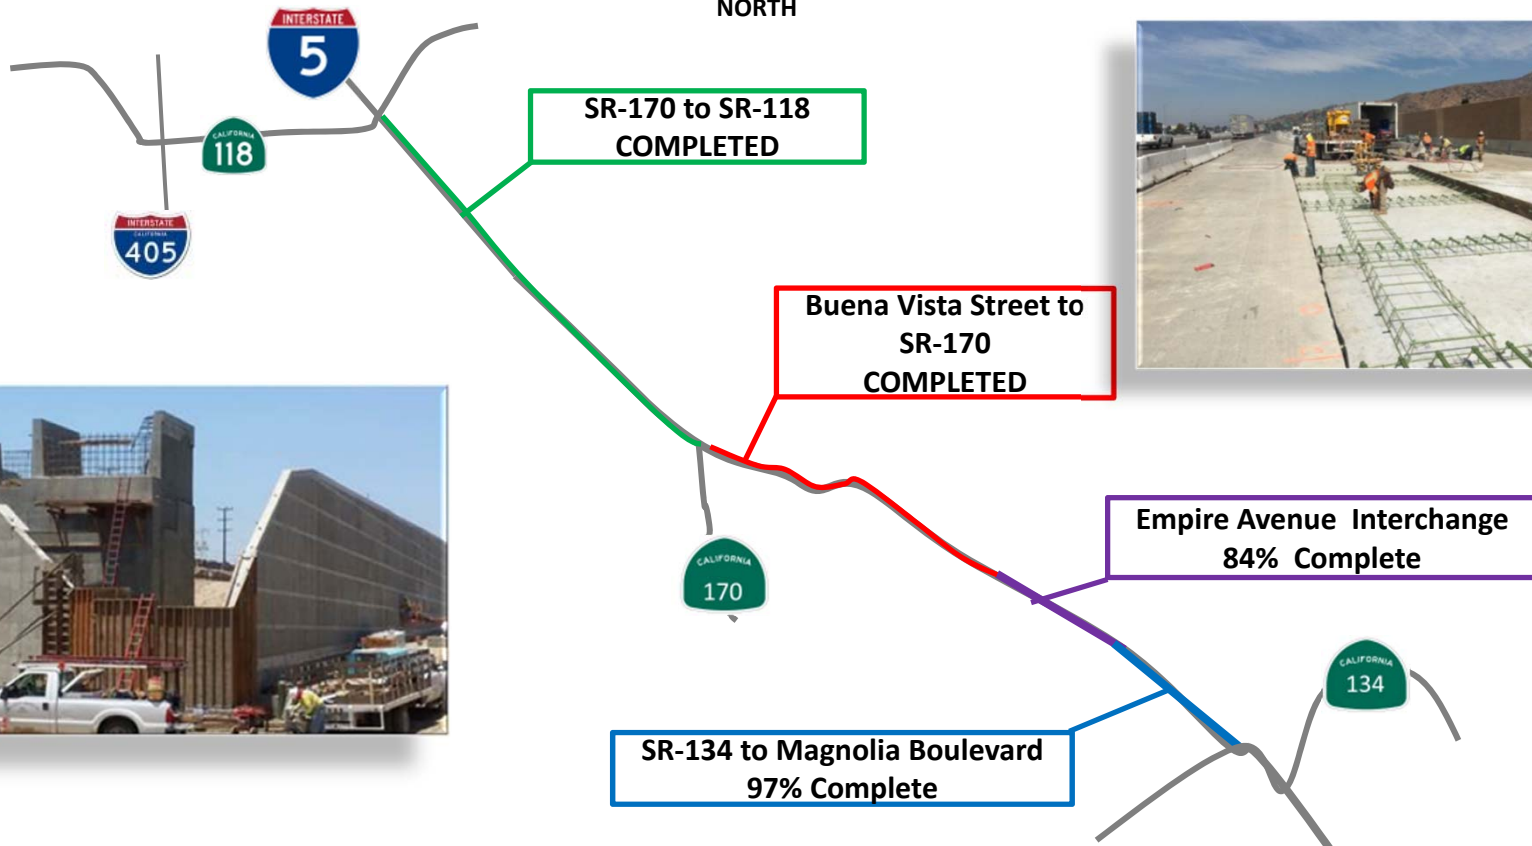 NORTH
INTERSTATE
5
SR-170 to SR-118
COMPLETED
CALIFORNIA
118
INTERSTATE
CALIFORNIA
405
Buena Vista Street to
SR-170
COMPLETED
Empire Avenue Interchange
84% Complete
CALIFORNIA
170
CALIFORNIA
134
SR-134 to Magnolia Boulevard
97% Complete